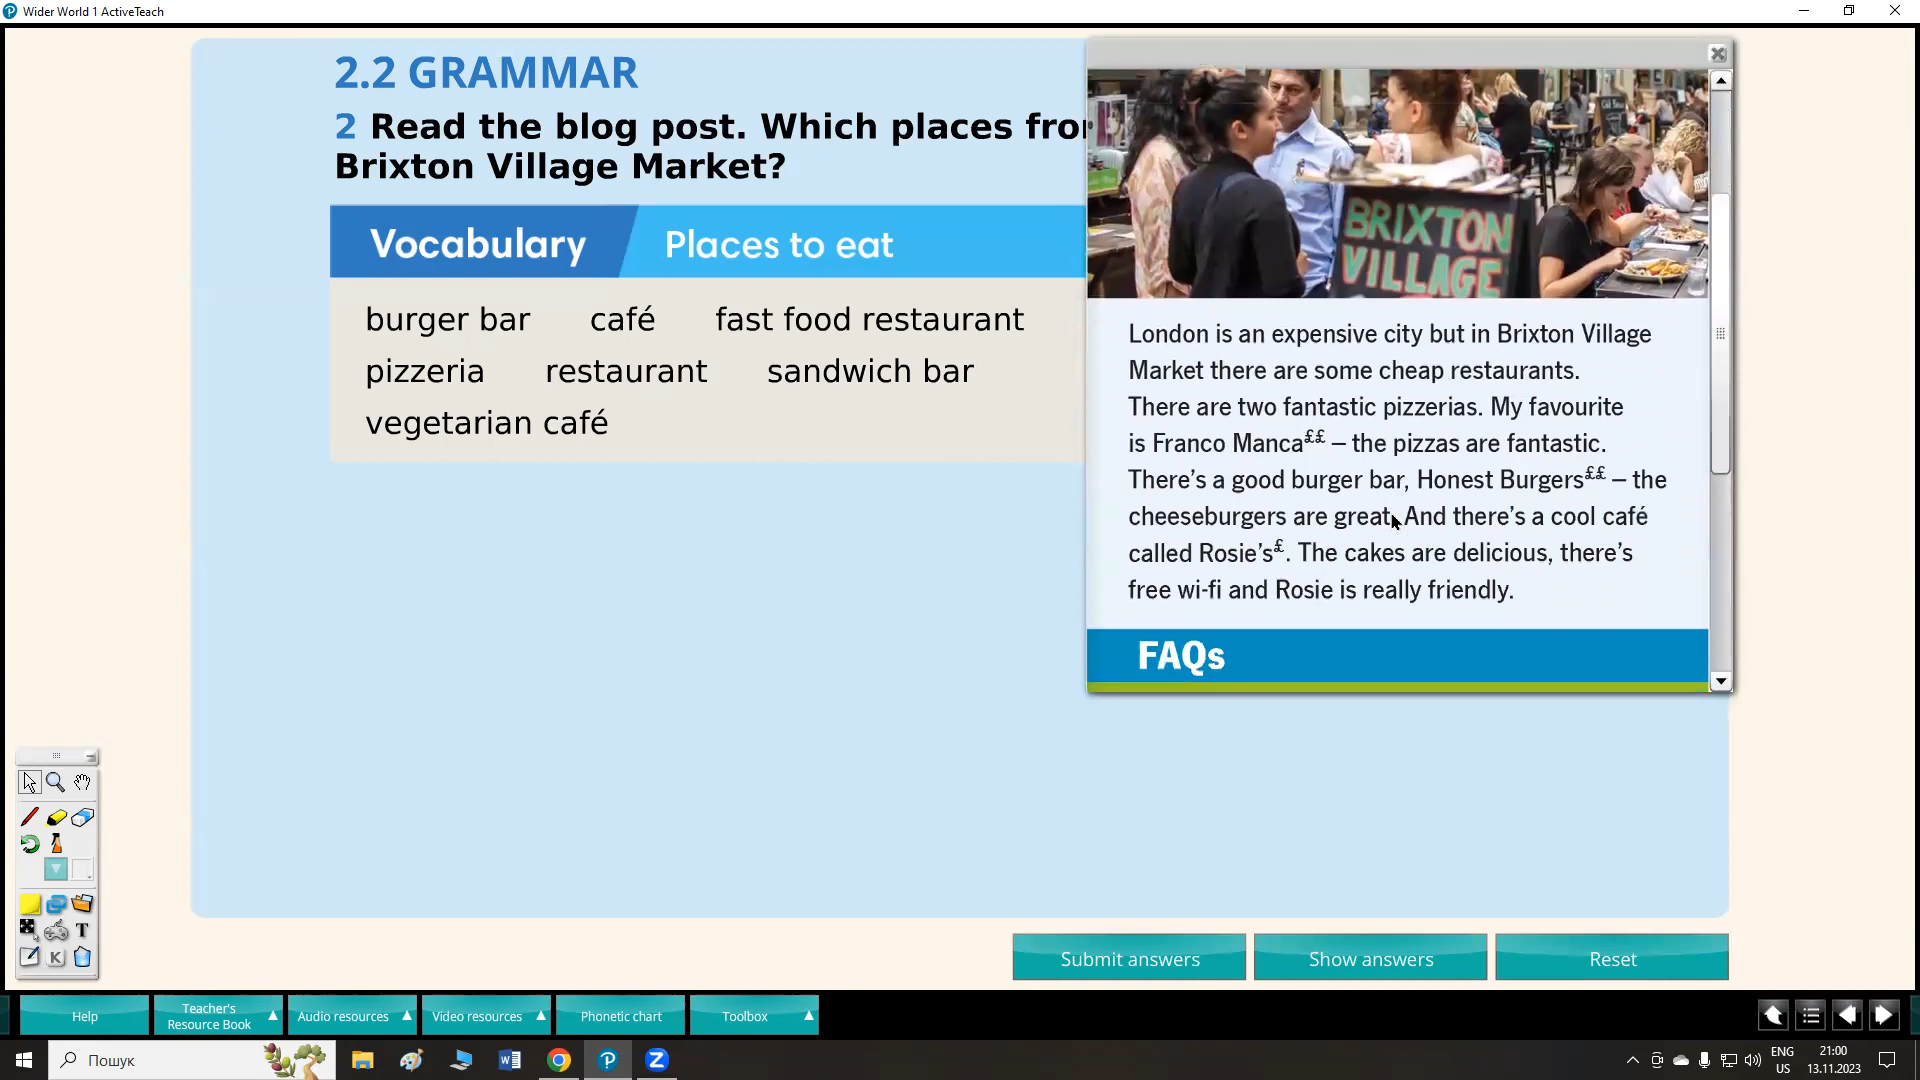 Wider World 1 ActiveTeach
2.2 GRAMMAR
2 Read the blog post. Which places from
Brixton Village Market?
Vocabulary Places to eat
burger bar café fast food restaurant
pizzeria restaurant sandwich bar
vegetarian café
BRIXTON
VILLAGE
London is an expensive city but in Brixton Village
Market there are some cheap restaurants.
There are two fantastic pizzerias. My favourite
is Franco Manca££ – the pizzas are fantastic.
There's a good burger bar, Honest Burgers££ – the
cheeseburgers are great. And there's a cool café
called Rosie's£. The cakes are delicious, there's
free wi-fi and Rosie is really friendly.
FAQs
T
K
Submit answers
Show answers
Reset
Help
Teacher's
Resource Book
Audio resources
Video resources
Phonetic chart
Toolbox
Пошук
ENG
US
21:00
13.11.2023